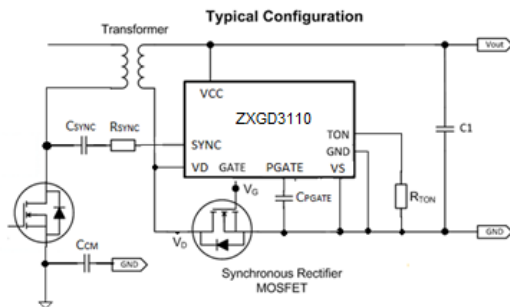 Typical Configuration
Transformer
Vout
VCC
ZXGD3110
CSYNC
RSYNC
SYNC
TON
C1
GND
VD
GATE
PGATE
VS
VG
CPGATE
RTON
VD
GND
CCM
GND
Synchronous Rectifier
MOSFET